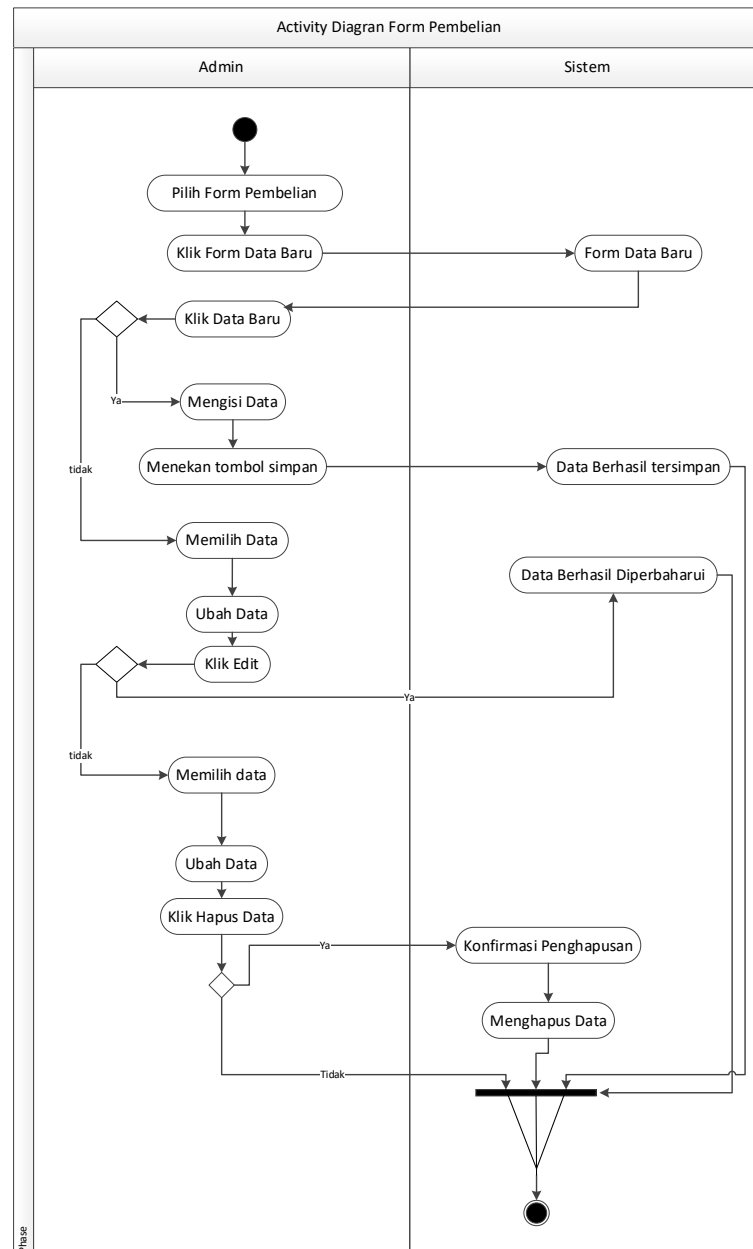 Activity Diagran Form Pembelian
Admin
Sistem
Pilih Form Pembelian
Klik Form Data Baru
Form Data Baru
Klik Data Baru
Ya
Mengisi Data
tidak
Menekan tombol simpan
Data Berhasil tersimpan
Memilih Data
Data Berhasil Diperbaharui
Ubah Data
Klik Edit
Ya
tidak
Memilih data
Ubah Data
Klik Hapus Data
Ya
Konfirmasi Penghapusan
Menghapus Data
Tidak
Phase